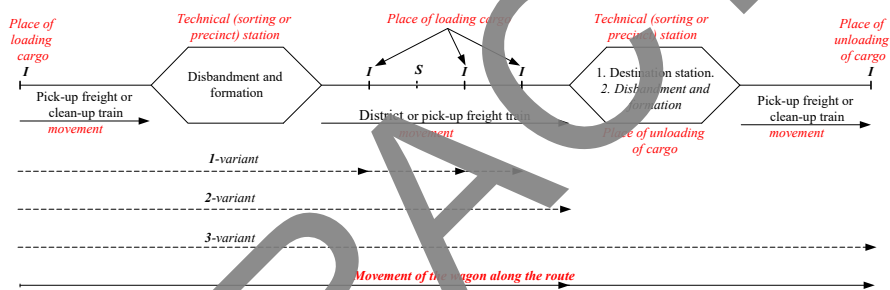 Place of
loading
cargo
Technical (sorting or
precinct) station
Place of loading cargo
Technical (sorting or
precinct) station
Place of
unloading
of cargo
I
Disbandment and
formation
I
S
I
I
1. Destination station.
2. Disbandment and
formation
I
Pick-up freight or
clean-up train
movement
District or pick-up freight train
movement
Place of unloading
of cargo
Pick-up freight or
clean-up train
movement
1-variant
2-variant
3-variant
Movement of the wagon along the route